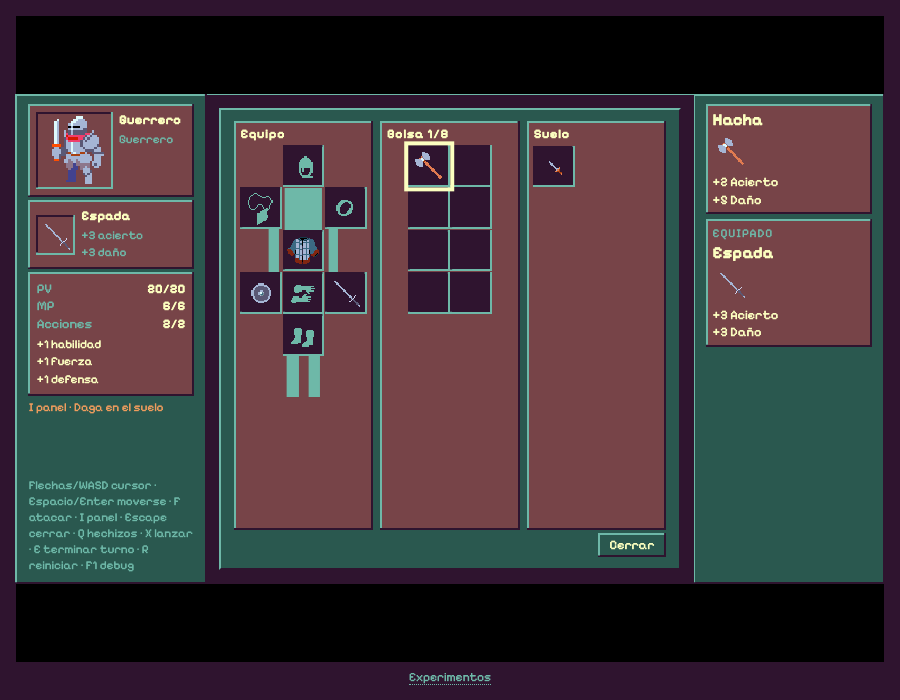 Guerrero
Guerrero
Espada
+3 acierto
+3 daño
PV 80/80
MP 6/6
Acciones 8/8
+1 habilidad
+1 fuerza
+1 defensa
I panel · Daga en el suelo
Flechas/WASD cursor ·
Espacio/Enter moverse · F
atacar · I panel · Escape
cerrar · Q hechizos · X lanzar
· E terminar turno · R
reiniciar · F1 debug
Equipo
Bolsa 1/8
Suelo
Cerrar
Hacha
+2 Acierto
+8 Daño
EQUIPADO
Espada
+3 Acierto
+3 Daño
Experimentos